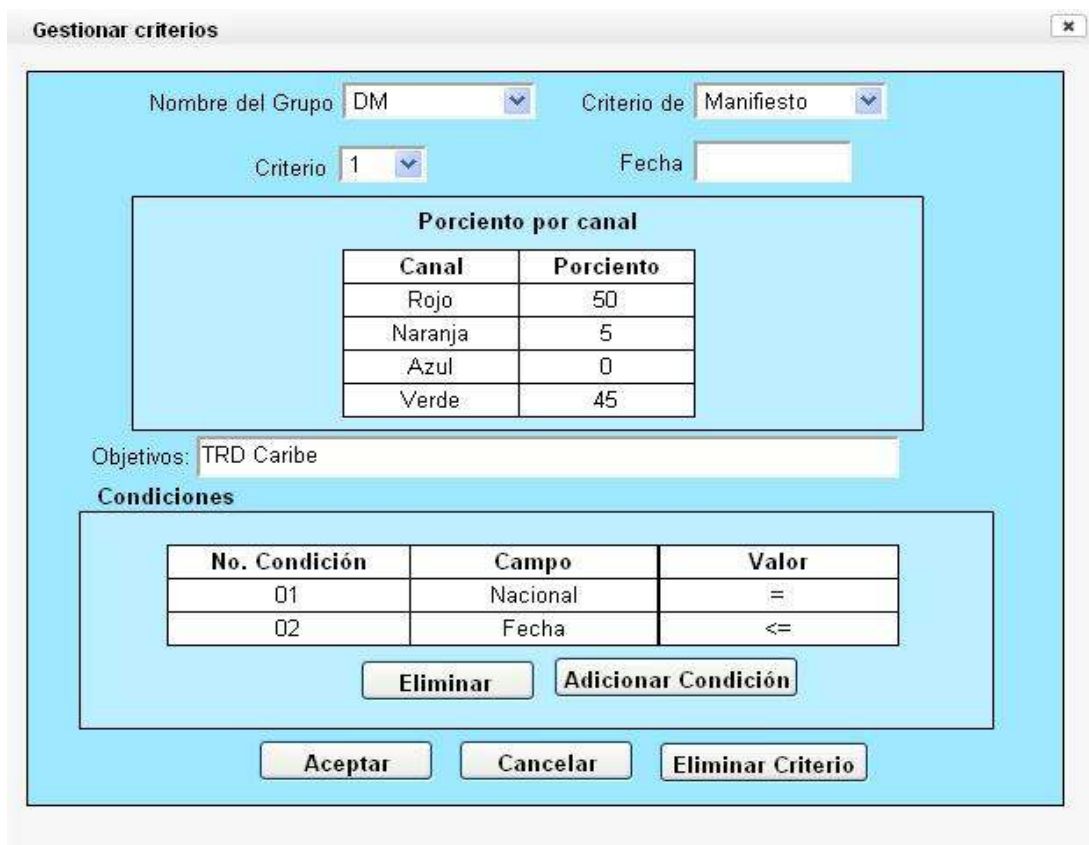 Gestionar criterios
Nombre del Grupo DM Criterio de Manifiesto
Criterio 1 Fecha
Porciento por canal
Canal Porciento
Rojo 50
Naranja 5
Azul 0
Verde 45
Objetivos: TRD Caribe
Condiciones
No. Condición Campo Valor
01 Nacional =
02 Fecha <=
Eliminar Adicionar Condición
Aceptar Cancelar Eliminar Criterio